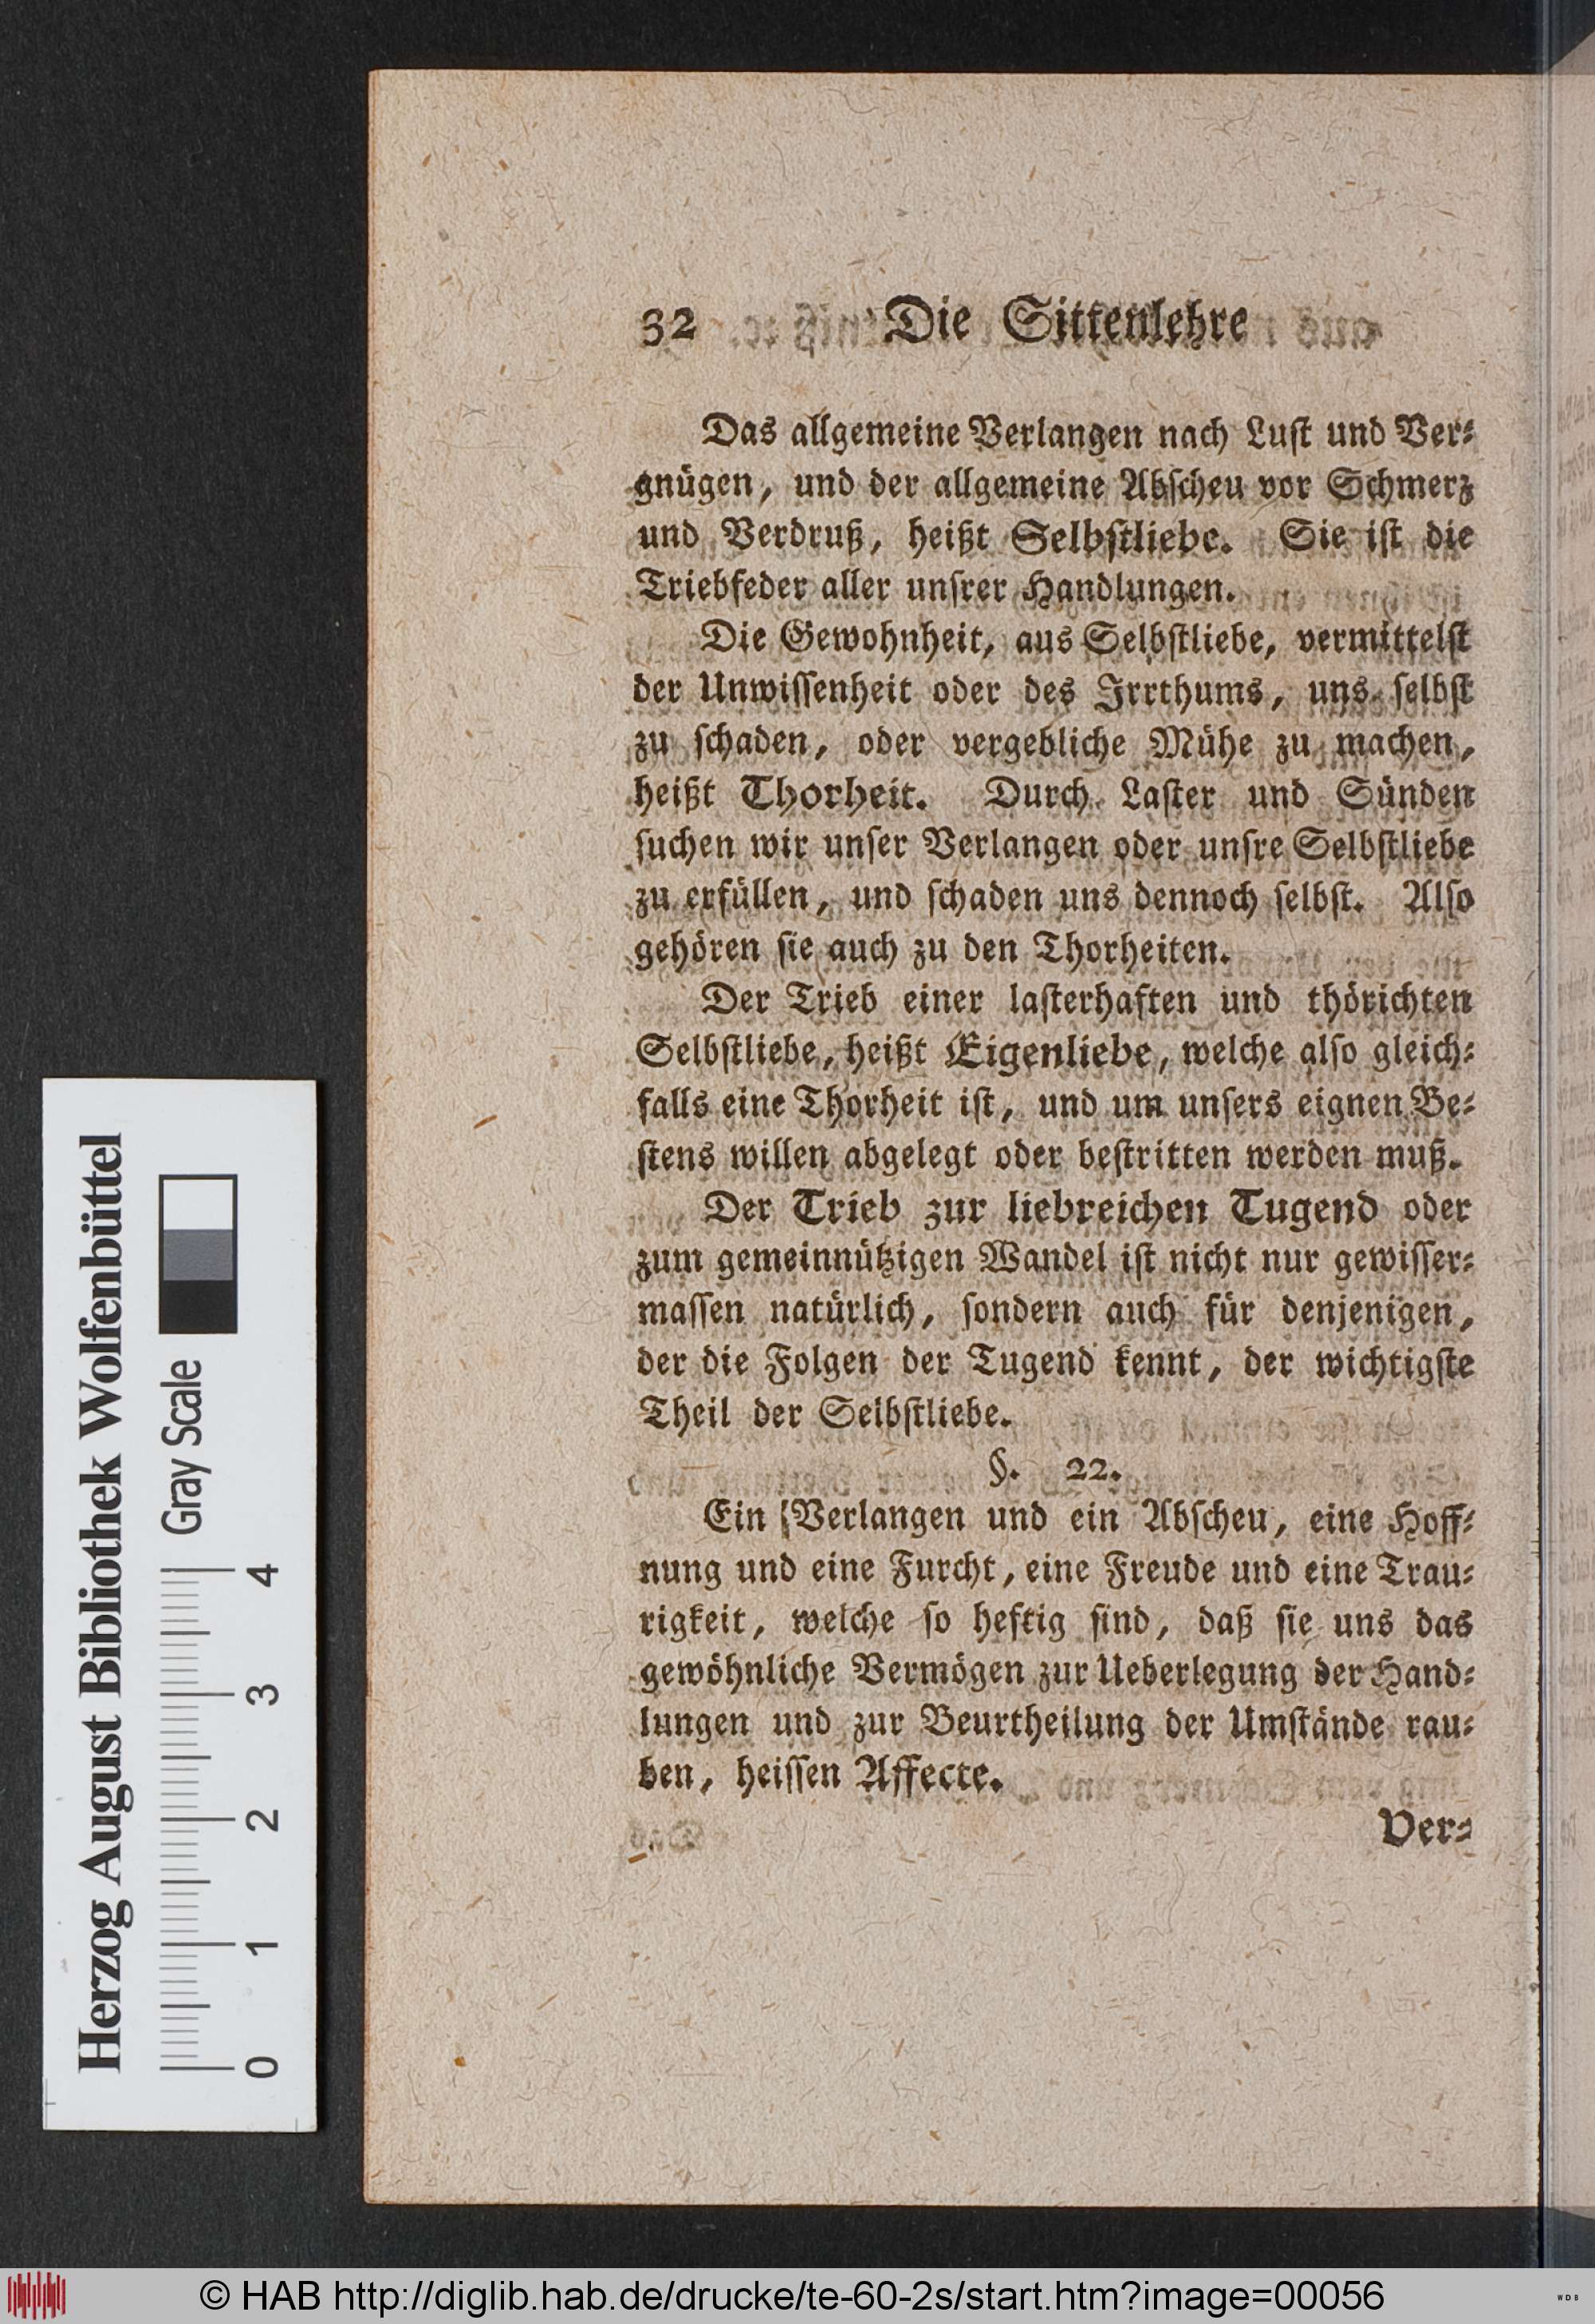 32 Die Sittenlehre
Das allgemeine Verlangen nach Lust und Ver⸗
gnügen, und der allgemeine Abscheu vor Schmerz
und Verdruß, heißt Selbstliebe. Sie ist die
Triebfeder aller unsrer Handlungen.
Die Gewohnheit, aus Selbstliebe, vermittelst
der Unwissenheit oder des Irrthums, uns selbst
zu schaden, oder vergebliche Mühe zu machen,
heißt Thorheit. Durch Laster und Sünden
suchen wir unser Verlangen oder unsre Selbstliebe
zu erfüllen, und schaden uns dennoch selbst. Also
gehören sie auch zu den Thorheiten.
Der Trieb einer lasterhaften und thörichten
Selbstliebe, heißt Eigenliebe, welche also gleich⸗
falls eine Thorheit ist, und um unsers eignen Be⸗
stens willen abgelegt oder bestritten werden muß.
Der Trieb zur liebreichen Tugend oder
zum gemeinnützigen Wandel ist nicht nur gewisser⸗
massen natürlich, sondern auch für denjenigen,
der die Folgen der Tugend kennt, der wichtigste
Theil der Selbstliebe.
§. 22.
Ein Verlangen und ein Abscheu, eine Hoff⸗
nung und eine Furcht, eine Freude und eine Trau⸗
rigkeit, welche so heftig sind, daß sie uns das
gewöhnliche Vermögen zur Ueberlegung der Hand⸗
lungen und zur Beurtheilung der Umstände rau⸗
ben, heissen Affecte.
Ver⸗
Herzog August Bibliothek Wolfenbüttel
0 1 2 3 4 Gray Scale
© HAB http://diglib.hab.de/drucke/te-60-2s/start.htm?image=00056
WDB